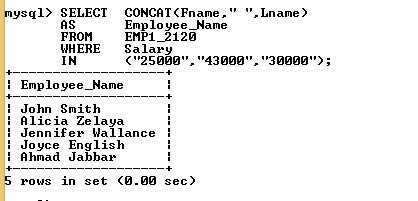 mysql> SELECT CONCAT(Fname," ",Lname)
AS Employee_Name
FROM EMP1_2120
WHERE Salary
IN ("25000","43000","30000");
+--------------------+
| Employee_Name |
+--------------------+
| John Smith |
| Alicia Zelaya |
| Jennifer Wallance |
| Joyce English |
| Ahmad Jabbar |
+--------------------+
5 rows in set (0.00 sec)